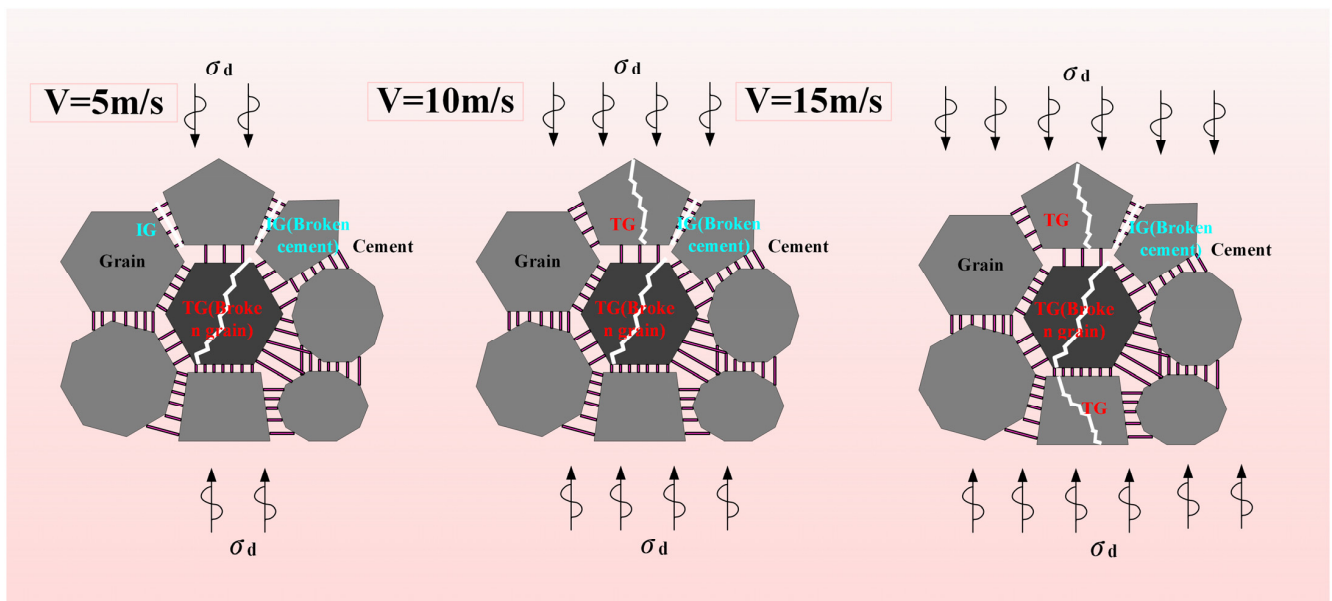 σd
V=5m/s
IG
IG(Broken
cement)
Cement
Grain
TG(Broke
n grain)
σd
σd
V=10m/s
TG
IG(Broken
cement)
Cement
Grain
TG(Broke
n grain)
σd
σd
V=15m/s
TG
IG(Broken
cement)
Cement
Grain
TG(Broke
n grain)
TG
σd